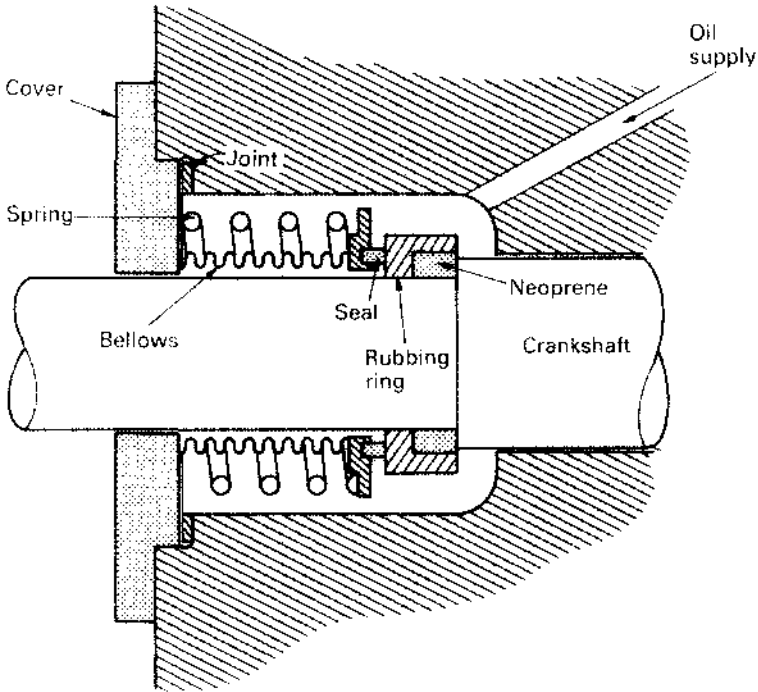 Oil
supply
Cover
Joint
Spring
Neoprene
Seal
Bellows
Rubbing
ring
Crankshaft